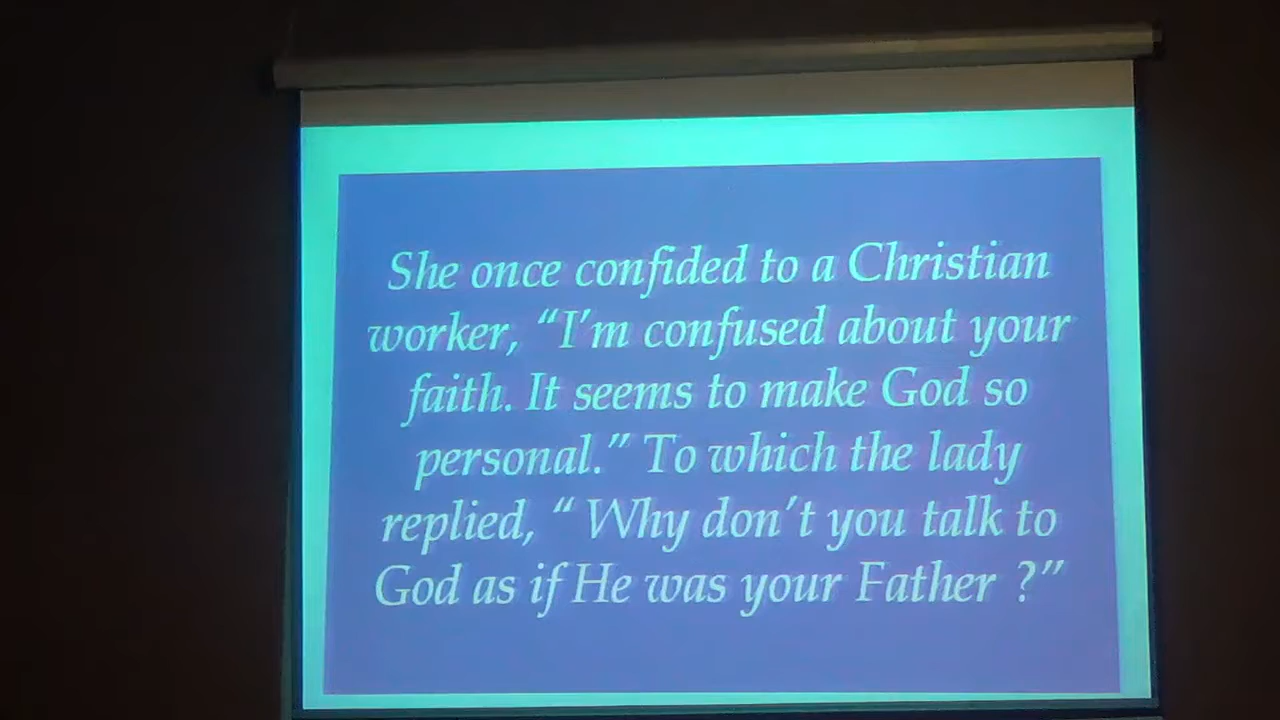 She once confided to a Christian
worker, “I’m confused about your
faith. It seems to make God so
personal.” To which the lady
replied, “ Why don’t you talk to
God as if He was your Father ?”